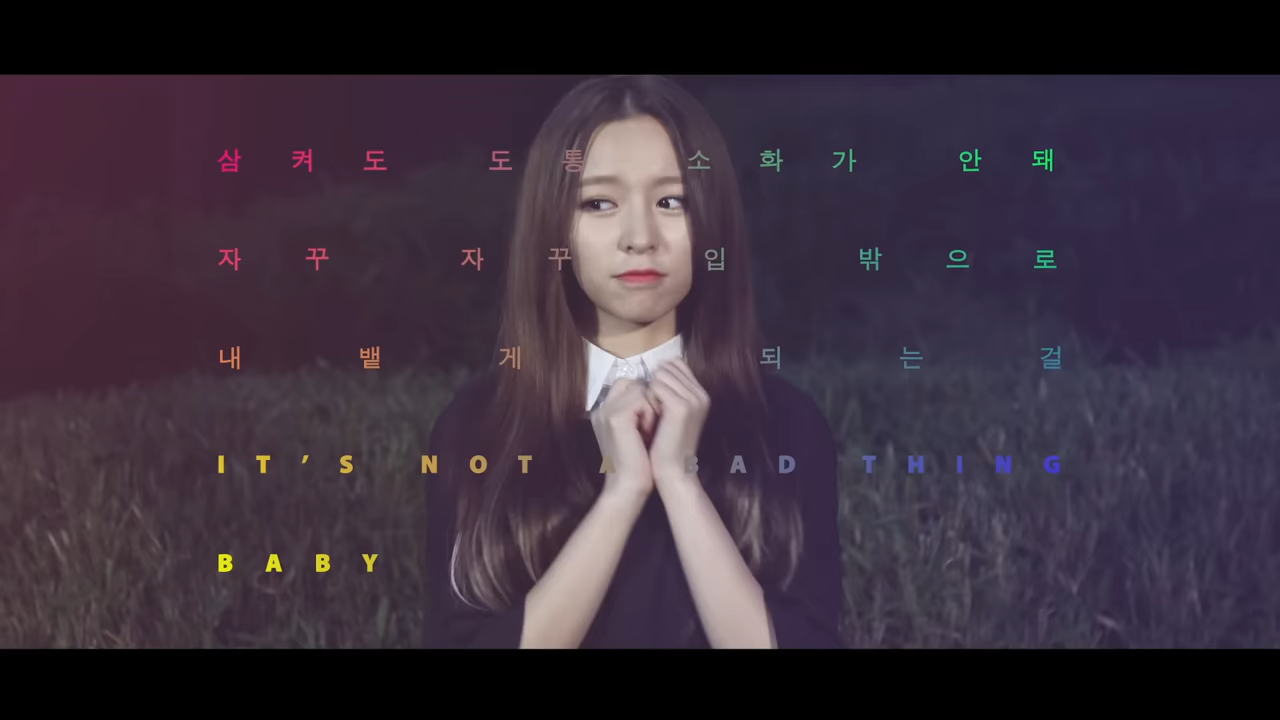 삼켜도 도통 소화가 안 돼
자꾸 자꾸 입 밖으로
내뱉게 되는걸
IT'S NOT A BAD THING
BABY